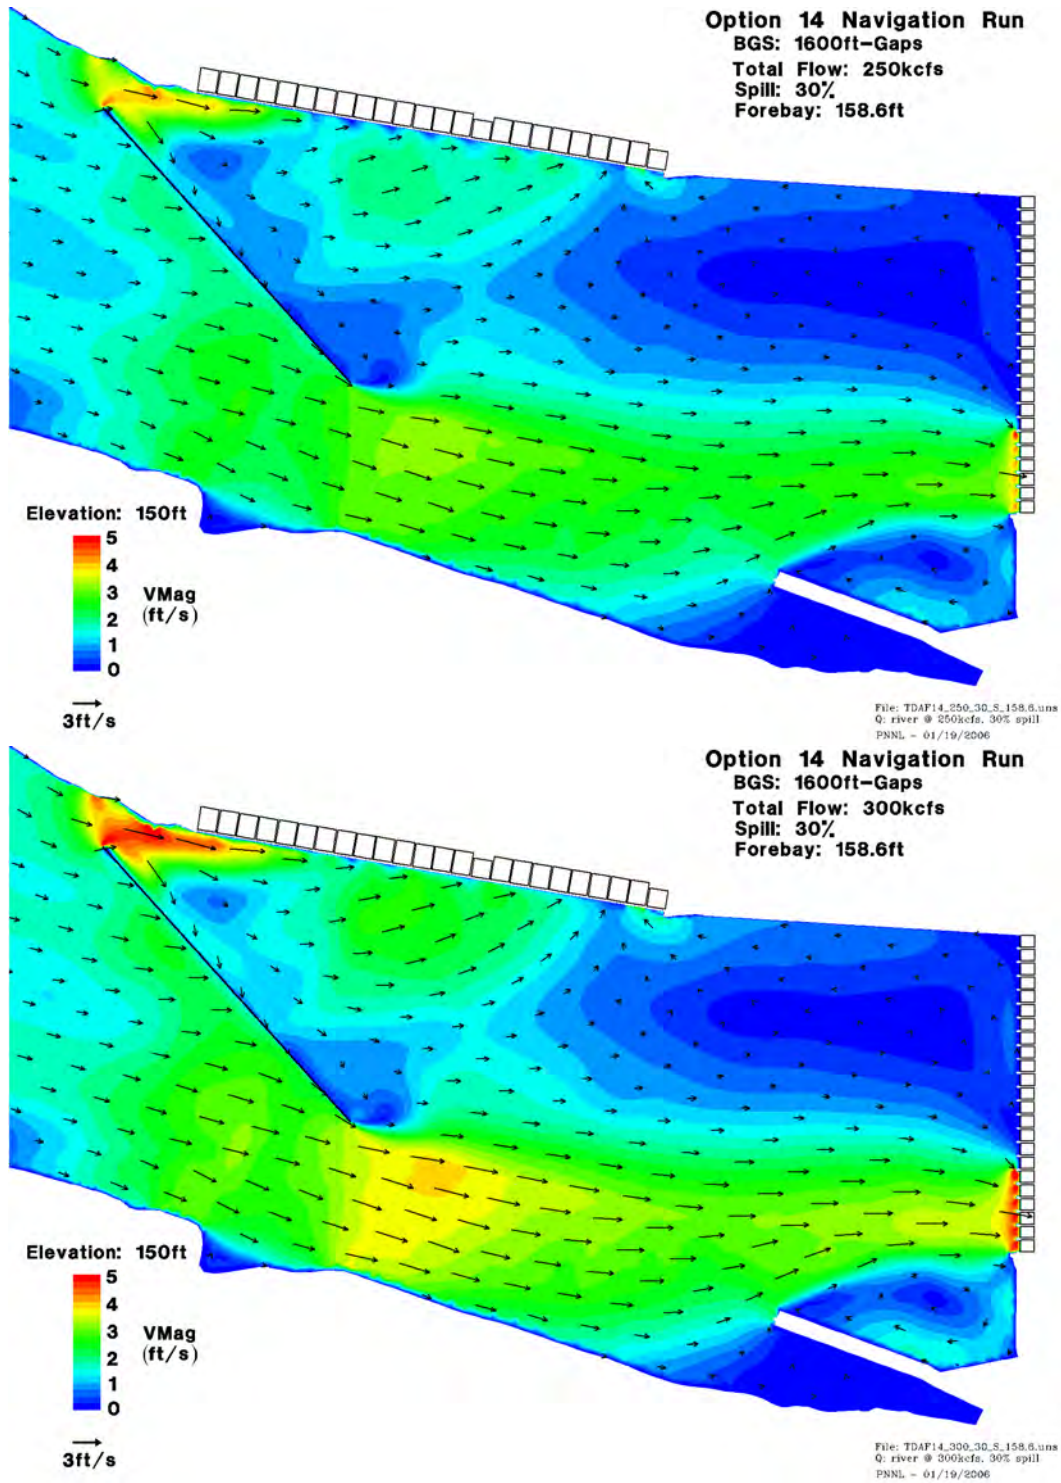 Option 14 Navigation Run
BGS: 1600ft-Gaps
Total Flow: 250kcfs
Spill: 30%
Forebay: 158.6ft
Elevation: 150ft
5
4
3
2
1
0
VMag
(ft/s)
3ft/s
File: TDAF14_250_30_S_158.6.uns
Q: river @ 250kcfs, 30% spill
PNNL - 01/19/2006
Option 14 Navigation Run
BGS: 1600ft-Gaps
Total Flow: 300kcfs
Spill: 30%
Forebay: 158.6ft
Elevation: 150ft
5
4
3
2
1
0
VMag
(ft/s)
3ft/s
File: TDAF14_300_30_S_158.6.uns
Q: river @ 300kcfs, 30% spill
PNNL - 01/19/2006